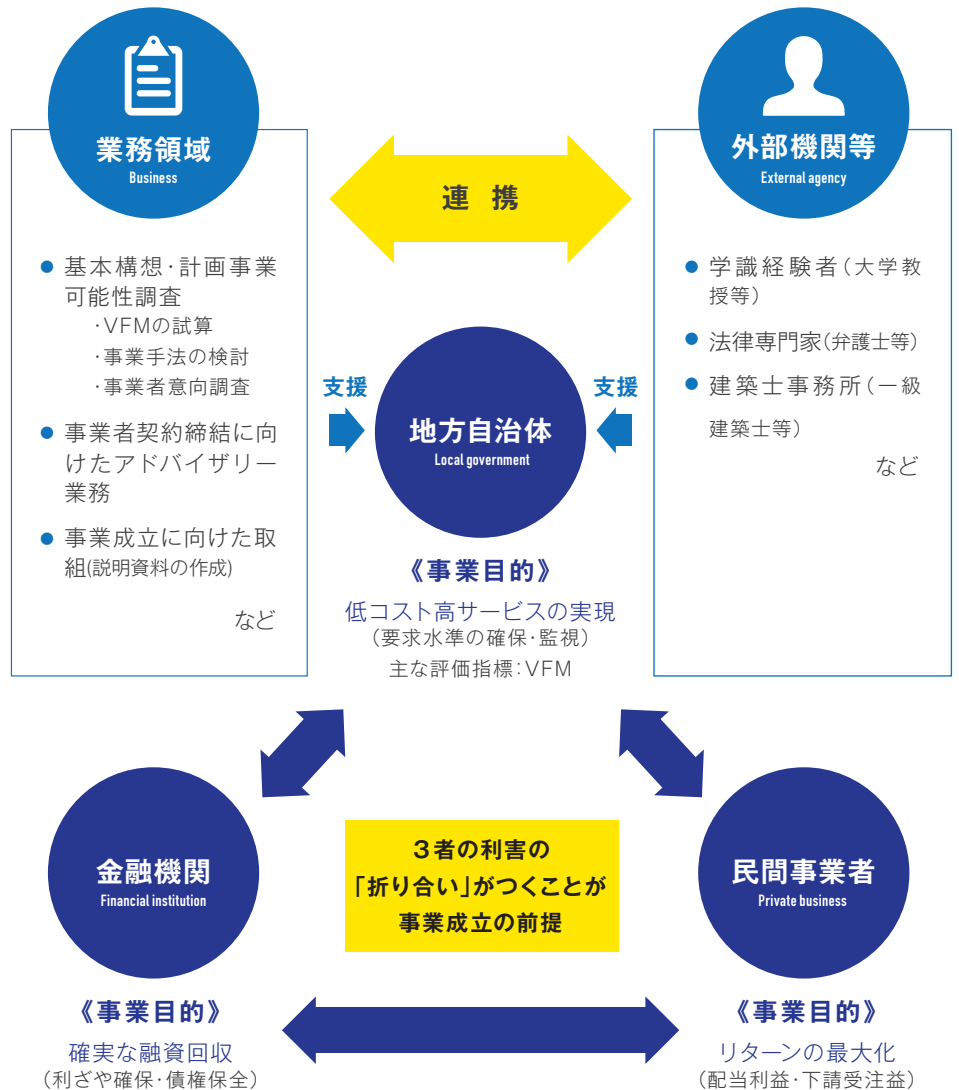 業務領域
Business
基本構想・計画事業
可能性調査
・VFMの試算
・事業手法の検討
・事業者意向調査
事業者契約締結に向
けたアドバイザリー
業務
事業成立に向けた取
組(説明資料の作成)
など
連 携
外部機関等
External agency
学識経験者(大学教
授等)
法律専門家(弁護士等)
建築士事務所(一級
建築士等)
など
支援
支援
地方自治体
Local government
《事業目的》
低コスト高サービスの実現
(要求水準の確保・監視)
主な評価指標:VFM
金融機関
Financial institution
《事業目的》
確実な融資回収
(利ざや確保・債権保全)
3者の利害の
「折り合い」がつくことが
事業成立の前提
民間事業者
Private business
《事業目的》
リターンの最大化
(配当利益・下請受注益)